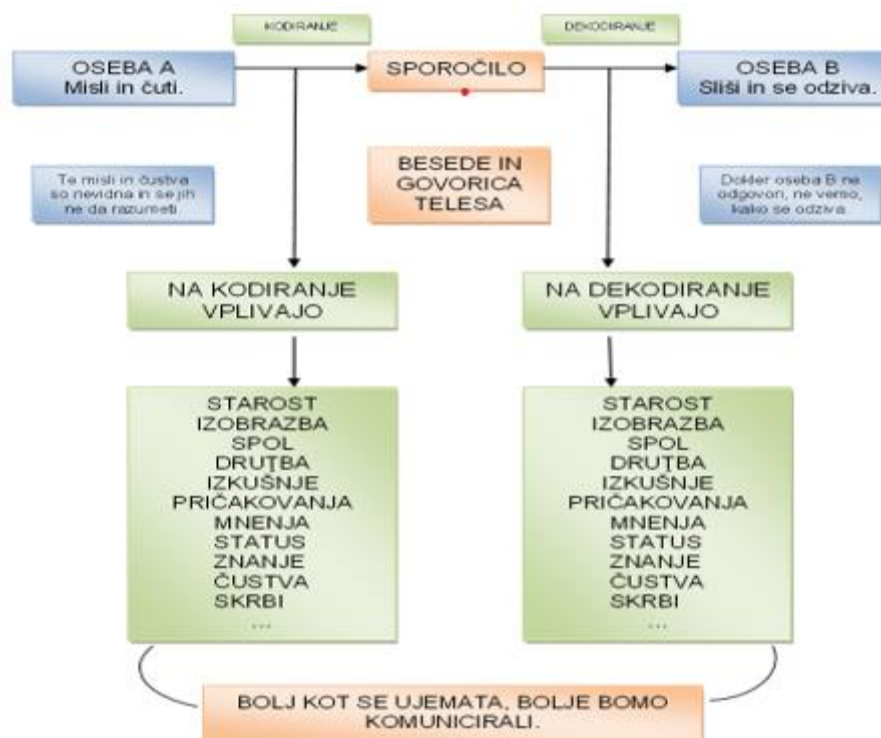 KODIRANJE
DEKODIRANJE
OSEBA A
Misli in čuti.
SPOROČILO
OSEBA B
Sliši in se odziva.
Te misli in čustva
so nevidna in se jih
ne da razumeti
BESEDE IN
GOVORICA
TELESA
Dokler oseba B ne
odgovori, ne vemo,
kako se odziva
NA KODIRANJE
VPLIVAJO
NA DEKODIRANJE
VPLIVAJO
STAROST
IZOBRAZBA
SPOL
DRUŢBA
IZKUŠNJE
PRIČAKOVANJA
MNENJA
STATUS
ZNANJE
ČUSTVA
SKRBI
...
STAROST
IZOBRAZBA
SPOL
DRUŢBA
IZKUŠNJE
PRIČAKOVANJA
MNENJA
STATUS
ZNANJE
ČUSTVA
SKRBI
...
BOLJ KOT SE UJEMATA, BOLJE BOMO
KOMUNICIRALI.